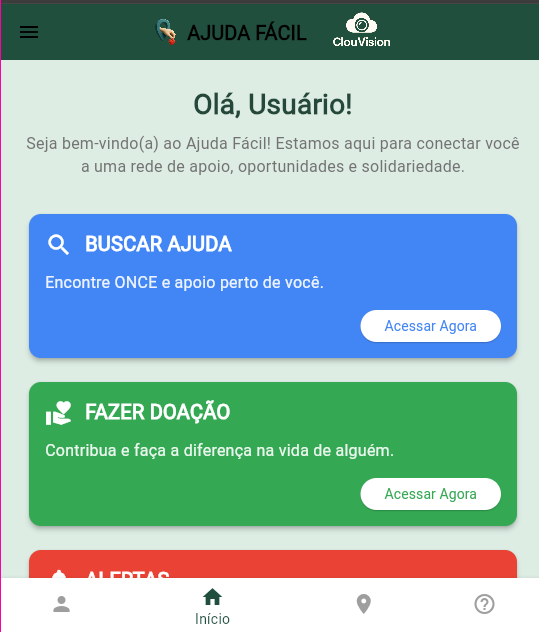 AJUDA FÁCIL
ClouVision
Olá, Usuário!
Seja bem-vindo(a) ao Ajuda Fácil! Estamos aqui para conectar você
a uma rede de apoio, oportunidades e solidariedade.
BUSCAR AJUDA
Encontre ONCE e apoio perto de você.
Acessar Agora
FAZER DOAÇÃO
Contribua e faça a diferença na vida de alguém.
Acessar Agora
ALERTAS
Início